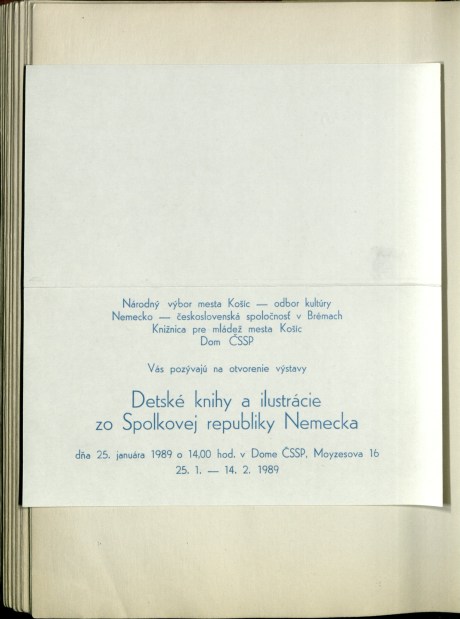 Národný výbor mesta Košíc — odbor kultúry
Nemecko — československá spoločnosť v Brémach
Knižnica pre mládež mesta Košíc
Dom ČSSP
Vás pozývajú na otvorenie výstavy
Detské knihy a ilustrácie
zo Spolkovej republiky Nemecka
dňa 25. januára 1989 o 14,00 hod. v Dome ČSSP, Moyzesova 16
25. 1. — 14. 2. 1989